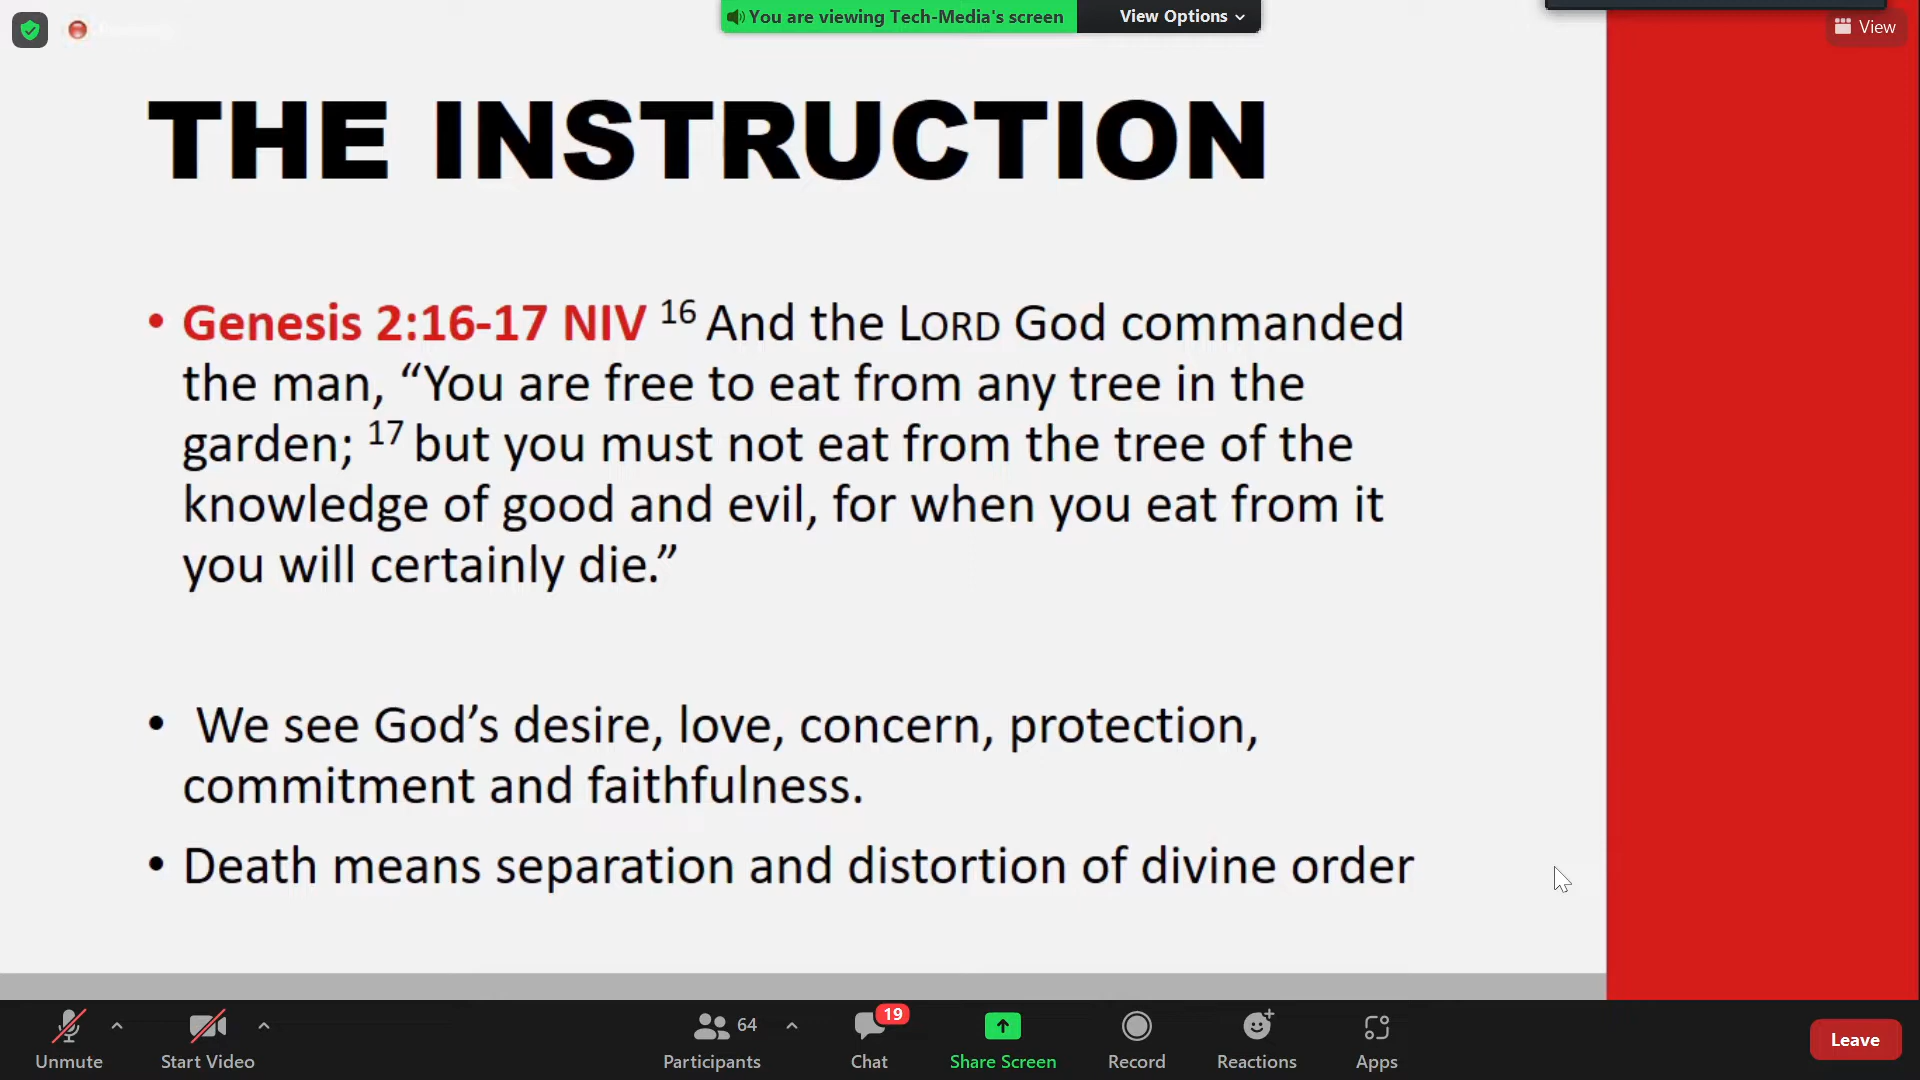 You are viewing Tech-Media's screen
View Options
View
THE INSTRUCTION
• Genesis 2:16-17 NIV 16 And the LORD God commanded
the man, “You are free to eat from any tree in the
garden; 17 but you must not eat from the tree of the
knowledge of good and evil, for when you eat from it
you will certainly die.”
• We see God’s desire, love, concern, protection,
commitment and faithfulness.
• Death means separation and distortion of divine order
64
19
Unmute
Start Video
Participants
Chat
Share Screen
Record
Reactions
Apps
Leave